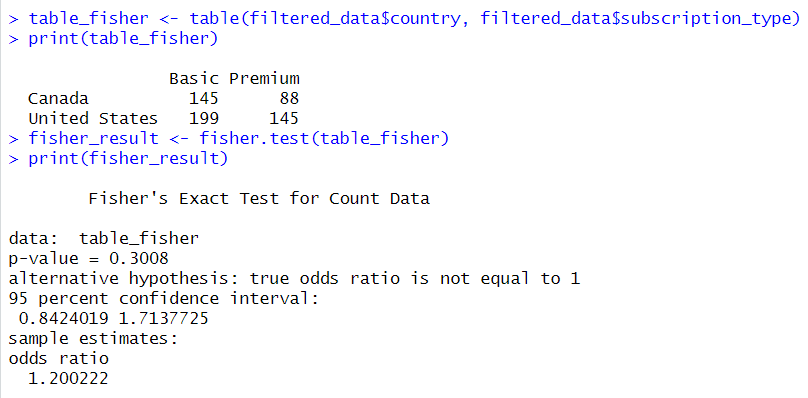 > table_fisher <- table(filtered_data$country, filtered_data$subscription_type)
> print(table_fisher)
Basic Premium
Canada 145 88
United States 199 145
> fisher_result <- fisher.test(table_fisher)
> print(fisher_result)
Fisher's Exact Test for Count Data
data: table_fisher
p-value = 0.3008
alternative hypothesis: true odds ratio is not equal to 1
95 percent confidence interval:
0.8424019 1.7137725
sample estimates:
odds ratio
1.200222